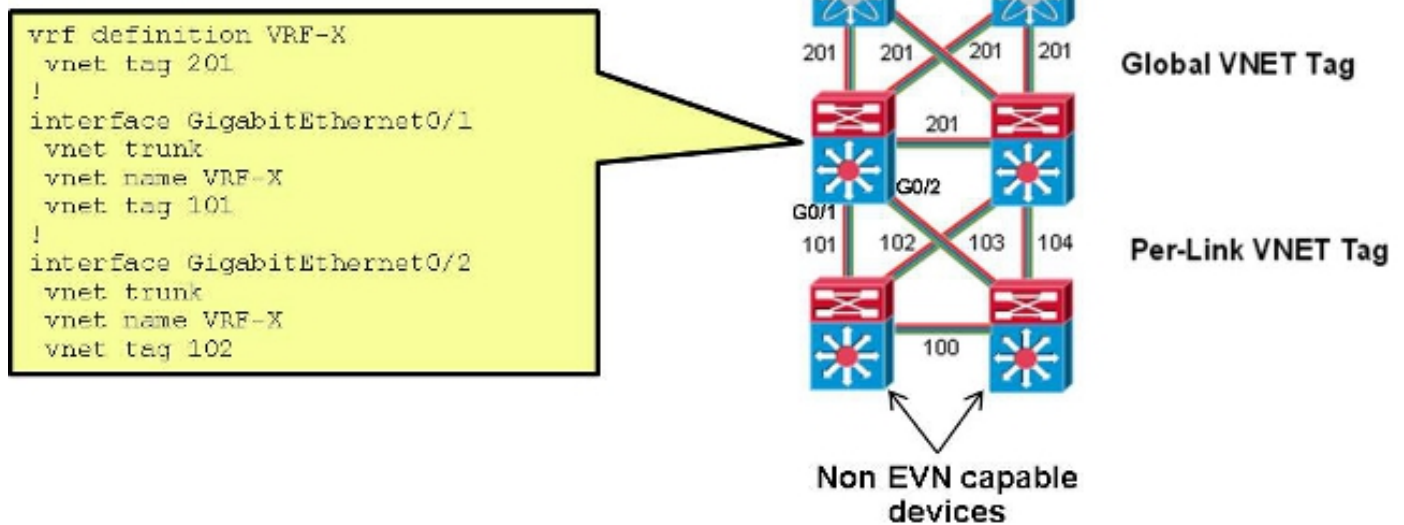 vrf definition VRF-X
vnet tag 201
!
interface GigabitEthernet0/1
vnet trunk
vnet name VRF-X
vnet tag 101
!
interface GigabitEthernet0/2
vnet trunk
vnet name VRF-X
vnet tag 102
201 201 201 201
Global VNET Tag
201
G0/2
G0/1
101 102 103 104
Per-Link VNET Tag
100
Non EVN capable
devices